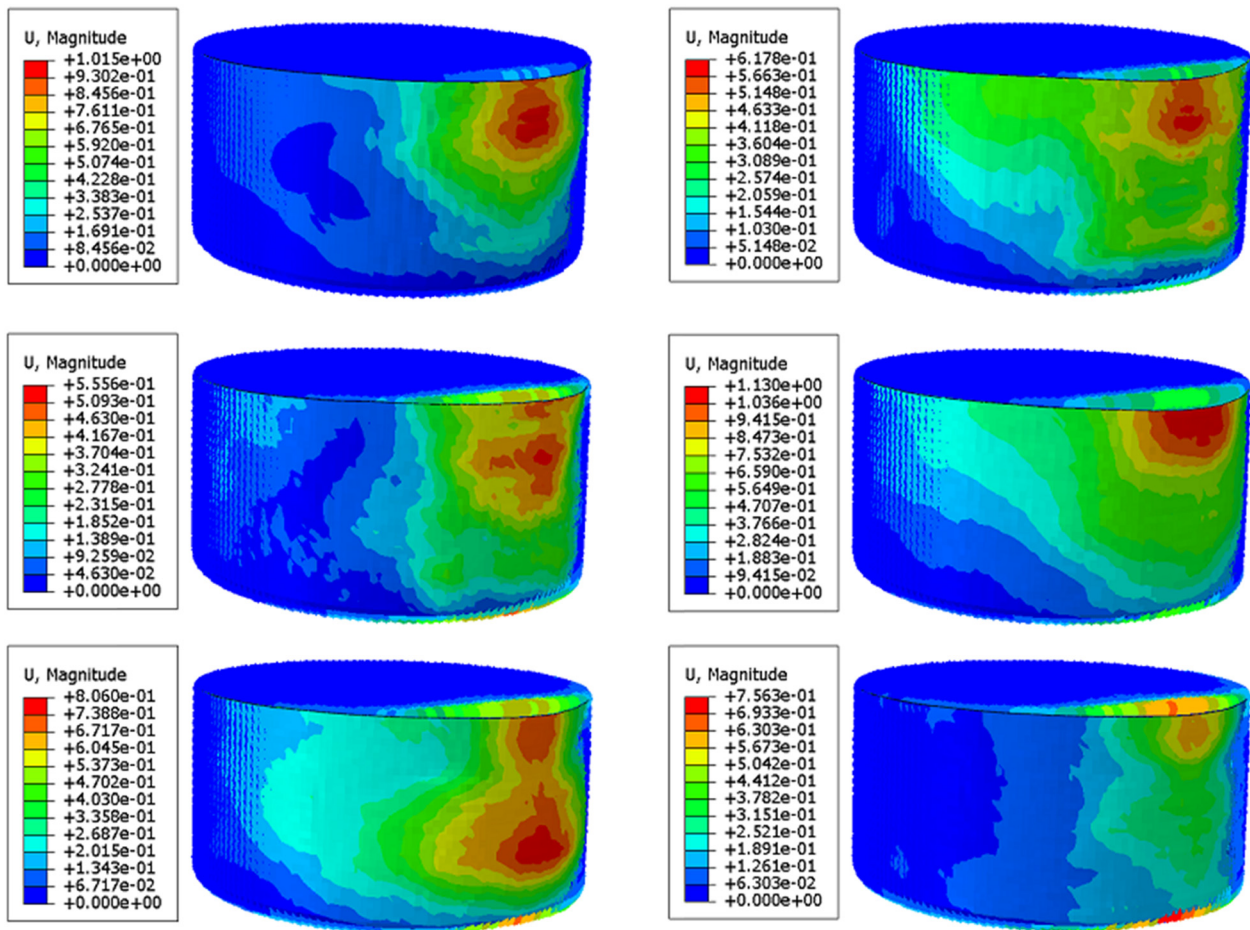 U, Magnitude
+1.015e+00
+9.302e-01
+8.456e-01
+7.611e-01
+6.765e-01
+5.920e-01
+5.074e-01
+4.228e-01
+3.383e-01
+2.537e-01
+1.691e-01
+8.456e-02
+0.000e+00
U, Magnitude
+6.178e-01
+5.663e-01
+5.148e-01
+4.633e-01
+4.118e-01
+3.604e-01
+3.089e-01
+2.574e-01
+2.059e-01
+1.544e-01
+1.030e-01
+5.148e-02
+0.000e+00
U, Magnitude
+5.556e-01
+5.093e-01
+4.630e-01
+4.167e-01
+3.704e-01
+3.241e-01
+2.778e-01
+2.315e-01
+1.852e-01
+1.389e-01
+9.259e-02
+4.630e-02
+0.000e+00
U, Magnitude
+1.130e+00
+1.036e+00
+9.415e-01
+8.473e-01
+7.532e-01
+6.590e-01
+5.649e-01
+4.707e-01
+3.766e-01
+2.824e-01
+1.883e-01
+9.415e-02
+0.000e+00
U, Magnitude
+8.060e-01
+7.388e-01
+6.717e-01
+6.045e-01
+5.373e-01
+4.702e-01
+4.030e-01
+3.358e-01
+2.687e-01
+2.015e-01
+1.343e-01
+6.717e-02
+0.000e+00
U, Magnitude
+7.563e-01
+6.933e-01
+6.303e-01
+5.673e-01
+5.042e-01
+4.412e-01
+3.782e-01
+3.151e-01
+2.521e-01
+1.891e-01
+1.261e-01
+6.303e-02
+0.000e+00